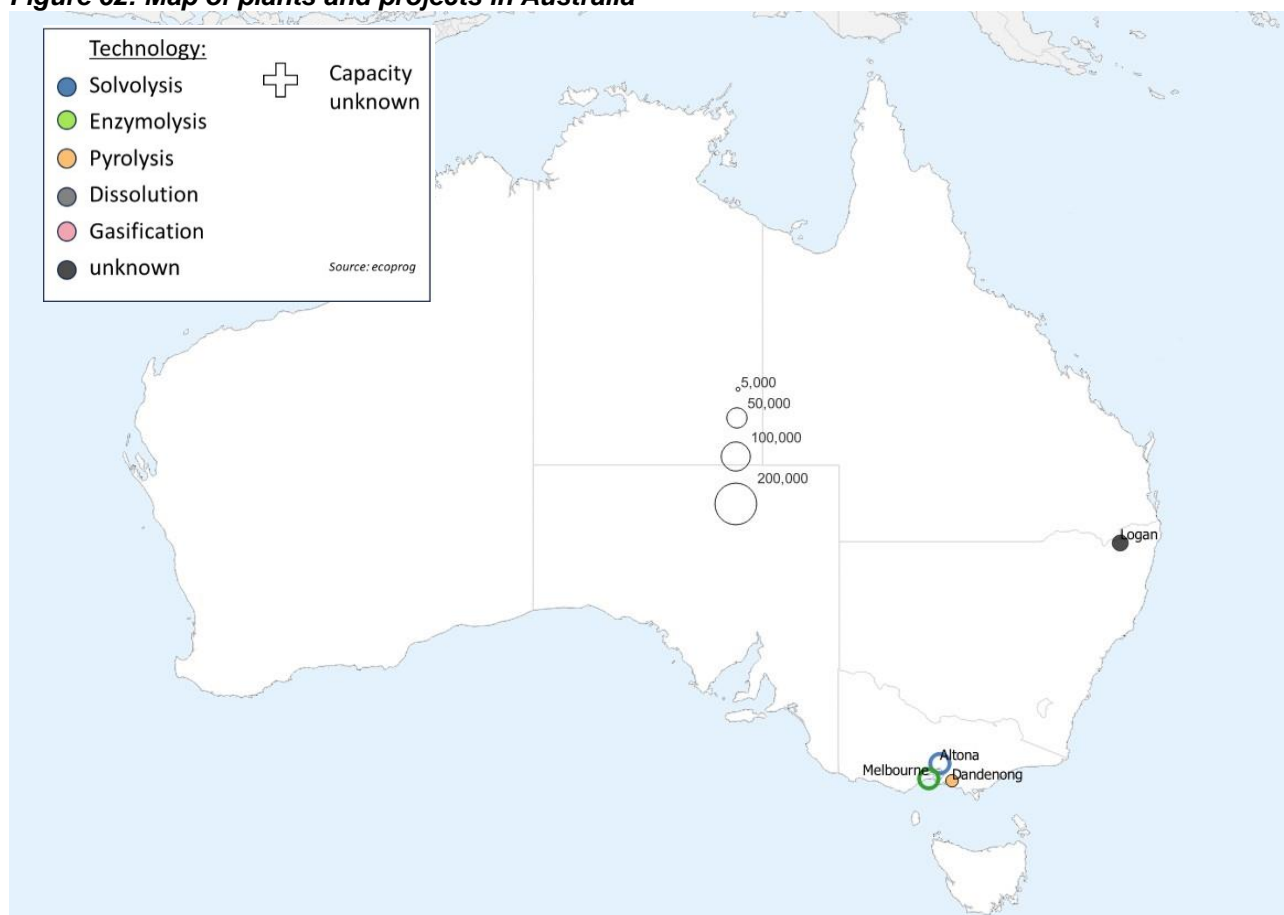 Figure 62: Map of plants and projects in Australia
Technology:
Solvolysis
Enzymolysis
Pyrolysis
Dissolution
Gasification
unknown
Capacity
unknown
Source: ecoprog
5,000
50,000
100,000
200,000
Logan
Altona
Melbourne
Dandenong